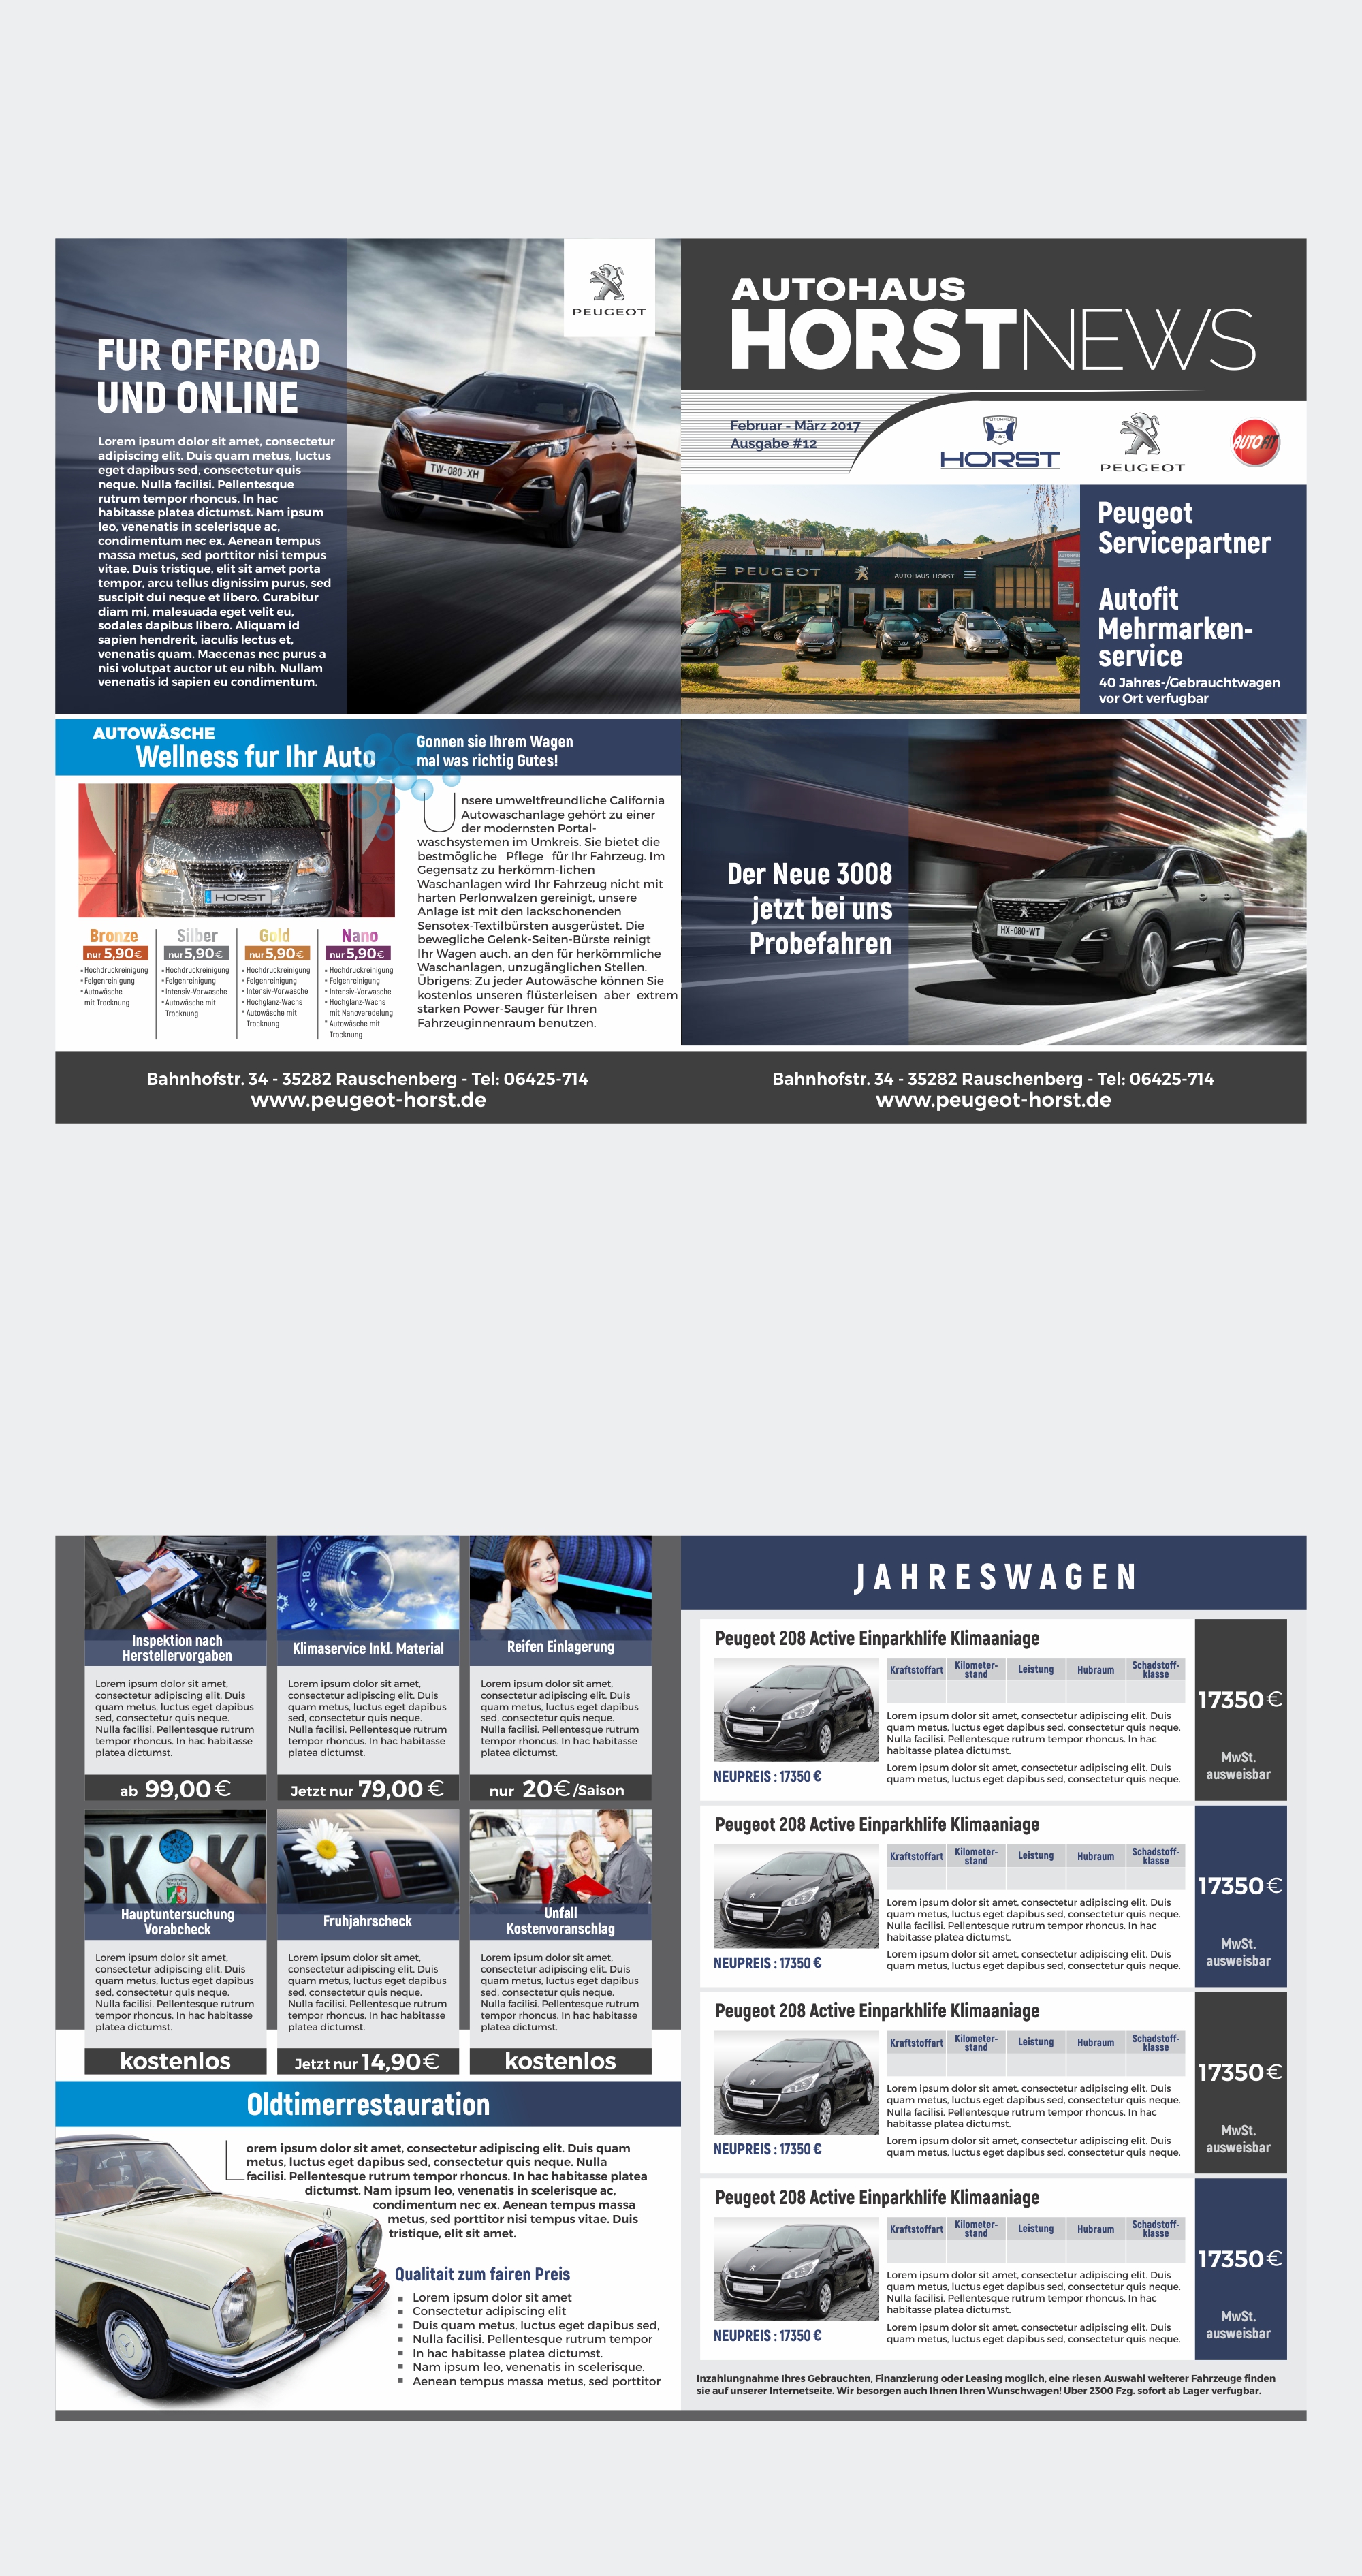 PEUGEOT
FUR OFFROAD
UND ONLINE
Lorem ipsum dolor sit amet, consectetur
adipiscing elit. Duis quam metus, luctus
eget dapibus sed, consectetur quis
neque. Nulla facilisi. Pellentesque
rutrum tempor rhoncus. In hac
habitasse platea dictumst. Nam ipsum
leo, venenatis in scelerisque ac,
condimentum nec ex. Aenean tempus
massa metus, sed porttitor nisi tempus
vitae. Duis tristique, elit sit amet porta
tempor, arcu tellus dignissim purus, sed
suscipit dui neque et libero. Curabitur
diam mi, malesuada eget velit eu,
sodales dapibus libero. Aliquam id
sapien hendrerit, iaculis lectus et,
venenatis quam. Maecenas nec purus a
nisi volutpat auctor ut eu nibh. Nullam
venenatis id sapien eu condimentum.
TW-080-XH
AUTOWÄSCHE
Wellness fur Ihr Auto
Gonnen sie Ihrem Wagen
mal was richtig Gutes!
HORST
Bronze
nur 5,90€
Hochdruckreinigung
Felgenreinigung
Autowäsche
mit Trocknung
Silber
nur 5,90€
Hochdruckreinigung
Felgenreinigung
Intensiv-Vorwasche
Autowäsche mit
Trocknung
Gold
nur 5,90€
Hochdruckreinigung
Felgenreinigung
Intensiv-Vorwasche
Hochglanz-Wachs
Autowäsche mit
Trocknung
Nano
nur 5,90€
Hochdruckreinigung
Felgenreinigung
Intensiv-Vorwasche
Hochglanz-Wachs
mit Nanoveredelung
Autowäsche mit
Trocknung
Unsere umweltfreundliche California
Autowaschanlage gehört zu einer
der modernsten Portal-
waschsystemen im Umkreis. Sie bietet die
bestmögliche Pflege für Ihr Fahrzeug. Im
Gegensatz zu herkömm-lichen
Waschanlagen wird Ihr Fahrzeug nicht mit
harten Perlonwalzen gereinigt, unsere
Anlage ist mit den lackschonenden
Sensotex-Textilbürsten ausgerüstet. Die
bewegliche Gelenk-Seiten-Bürste reinigt
Ihr Wagen auch, an den für herkömmliche
Waschanlagen, unzugänglichen Stellen.
Übrigens: Zu jeder Autowäsche können Sie
kostenlos unseren flüsterleisen aber extrem
starken Power-Sauger für Ihren
Fahrzeuginnenraum benutzen.
Bahnhofstr. 34 - 35282 Rauschenberg - Tel: 06425-714
www.peugeot-horst.de
AUTOHAUS
HORSTNEWS
Februar - März 2017
Ausgabe #12
AUTOHAUS
HORST
PEUGEOT
AUTOFIT
PEUGEOT
AUTOHAUS HORST
Peugeot
Servicepartner
Autofit
Mehrmarken-
service
40 Jahres-/Gebrauchtwagen
vor Ort verfugbar
Der Neue 3008
jetzt bei uns
Probefahren
HX-080-WT
Bahnhofstr. 34 - 35282 Rauschenberg - Tel: 06425-714
www.peugeot-horst.de
Inspektion nach
Herstellervorgaben
Lorem ipsum dolor sit amet,
consectetur adipiscing elit. Duis
quam metus, luctus eget dapibus
sed, consectetur quis neque.
Nulla facilisi. Pellentesque rutrum
tempor rhoncus. In hac habitasse
platea dictumst.
ab 99,00€
Klimaservice Inkl. Material
Lorem ipsum dolor sit amet,
consectetur adipiscing elit. Duis
quam metus, luctus eget dapibus
sed, consectetur quis neque.
Nulla facilisi. Pellentesque rutrum
tempor rhoncus. In hac habitasse
platea dictumst.
Jetzt nur 79,00 €
Reifen Einlagerung
Lorem ipsum dolor sit amet,
consectetur adipiscing elit. Duis
quam metus, luctus eget dapibus
sed, consectetur quis neque.
Nulla facilisi. Pellentesque rutrum
tempor rhoncus. In hac habitasse
platea dictumst.
nur 20€/Saison
Hauptuntersuchung
Vorabcheck
Lorem ipsum dolor sit amet,
consectetur adipiscing elit. Duis
quam metus, luctus eget dapibus
sed, consectetur quis neque.
Nulla facilisi. Pellentesque rutrum
tempor rhoncus. In hac habitasse
platea dictumst.
kostenlos
Fruhjahrscheck
Lorem ipsum dolor sit amet,
consectetur adipiscing elit. Duis
quam metus, luctus eget dapibus
sed, consectetur quis neque.
Nulla facilisi. Pellentesque rutrum
tempor rhoncus. In hac habitasse
platea dictumst.
Jetzt nur 14,90€
Unfall
Kostenvoranschlag
Lorem ipsum dolor sit amet,
consectetur adipiscing elit. Duis
quam metus, luctus eget dapibus
sed, consectetur quis neque.
Nulla facilisi. Pellentesque rutrum
tempor rhoncus. In hac habitasse
platea dictumst.
kostenlos
Oldtimerrestauration
Lorem ipsum dolor sit amet, consectetur adipiscing elit. Duis quam
metus, luctus eget dapibus sed, consectetur quis neque. Nulla
facilisi. Pellentesque rutrum tempor rhoncus. In hac habitasse platea
dictumst. Nam ipsum leo, venenatis in scelerisque ac,
condimentum nec ex. Aenean tempus massa
metus, sed porttitor nisi tempus vitae. Duis
tristique, elit sit amet.
Qualitait zum fairen Preis
Lorem ipsum dolor sit amet
Consectetur adipiscing elit
Duis quam metus, luctus eget dapibus sed,
Nulla facilisi. Pellentesque rutrum tempor
In hac habitasse platea dictumst.
Nam ipsum leo, venenatis in scelerisque.
Aenean tempus massa metus, sed porttitor
JAHRESWAGEN
Peugeot 208 Active Einparkhlife Klimaaniage
Kraftstoffart Kilometer-stand Leistung Hubraum Schadstoff-klasse
Lorem ipsum dolor sit amet, consectetur adipiscing elit. Duis
quam metus, luctus eget dapibus sed, consectetur quis neque.
Nulla facilisi. Pellentesque rutrum tempor rhoncus. In hac
habitasse platea dictumst.
Lorem ipsum dolor sit amet, consectetur adipiscing elit. Duis
quam metus, luctus eget dapibus sed, consectetur quis neque.
NEUPREIS : 17350 €
17350€
MwSt.
ausweisbar
Peugeot 208 Active Einparkhlife Klimaaniage
Kraftstoffart Kilometer-stand Leistung Hubraum Schadstoff-klasse
Lorem ipsum dolor sit amet, consectetur adipiscing elit. Duis
quam metus, luctus eget dapibus sed, consectetur quis neque.
Nulla facilisi. Pellentesque rutrum tempor rhoncus. In hac
habitasse platea dictumst.
Lorem ipsum dolor sit amet, consectetur adipiscing elit. Duis
quam metus, luctus eget dapibus sed, consectetur quis neque.
NEUPREIS : 17350 €
17350€
MwSt.
ausweisbar
Peugeot 208 Active Einparkhlife Klimaaniage
Kraftstoffart Kilometer-stand Leistung Hubraum Schadstoff-klasse
Lorem ipsum dolor sit amet, consectetur adipiscing elit. Duis
quam metus, luctus eget dapibus sed, consectetur quis neque.
Nulla facilisi. Pellentesque rutrum tempor rhoncus. In hac
habitasse platea dictumst.
Lorem ipsum dolor sit amet, consectetur adipiscing elit. Duis
quam metus, luctus eget dapibus sed, consectetur quis neque.
NEUPREIS : 17350 €
17350€
MwSt.
ausweisbar
Peugeot 208 Active Einparkhlife Klimaaniage
Kraftstoffart Kilometer-stand Leistung Hubraum Schadstoff-klasse
Lorem ipsum dolor sit amet, consectetur adipiscing elit. Duis
quam metus, luctus eget dapibus sed, consectetur quis neque.
Nulla facilisi. Pellentesque rutrum tempor rhoncus. In hac
habitasse platea dictumst.
Lorem ipsum dolor sit amet, consectetur adipiscing elit. Duis
quam metus, luctus eget dapibus sed, consectetur quis neque.
NEUPREIS : 17350 €
17350€
MwSt.
ausweisbar
Inzahlungnahme Ihres Gebrauchten, Finanzierung oder Leasing moglich, eine riesen Auswahl weiterer Fahrzeuge finden
sie auf unserer Internetseite. Wir besorgen auch Ihnen Ihren Wunschwagen! Uber 2300 Fzg. sofort ab Lager verfugbar.